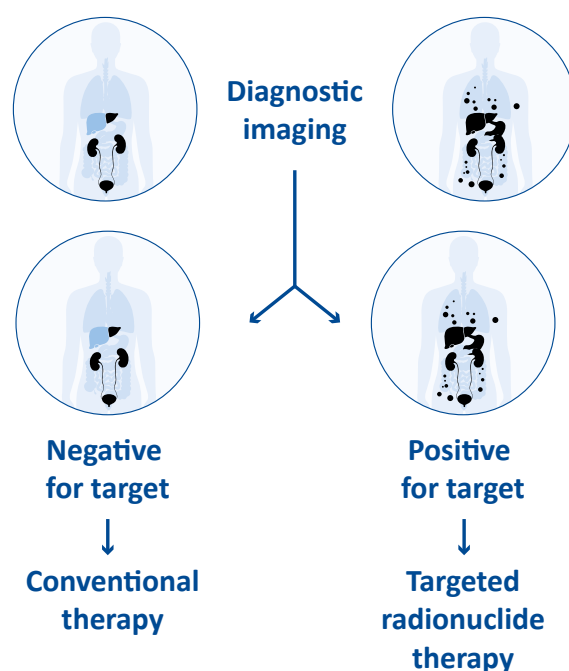 Diagnostic
imaging
Negative
for target
Conventional
therapy
Positive
for target
Targeted
radionuclide
therapy